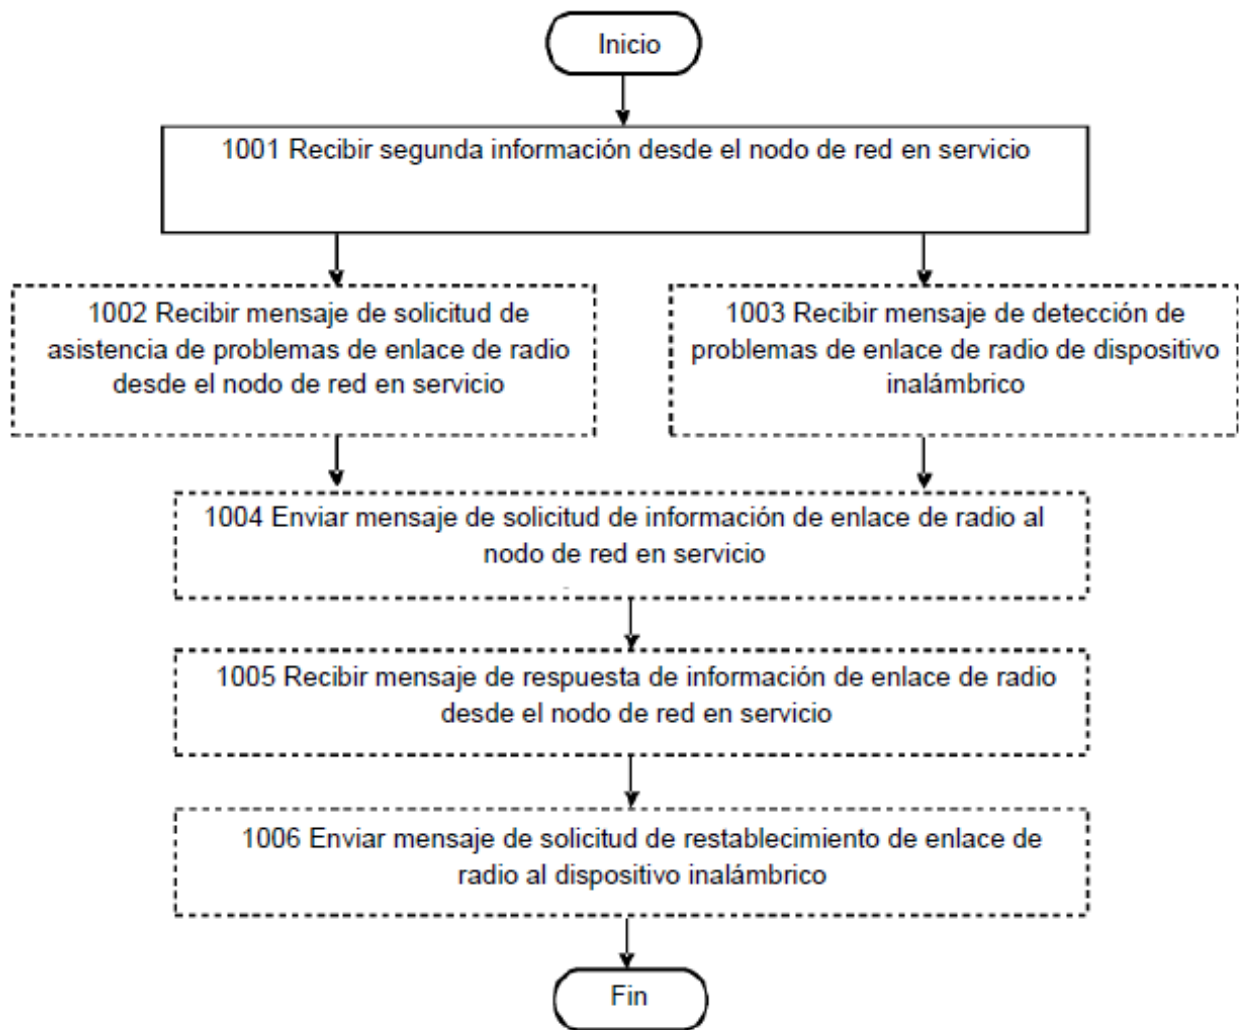 Inicio
1001 Recibir segunda información desde el nodo de red en servicio
1002 Recibir mensaje de solicitud de
asistencia de problemas de enlace de radio
desde el nodo de red en servicio
1003 Recibir mensaje de detección de
problemas de enlace de radio de dispositivo
inalámbrico
1004 Enviar mensaje de solicitud de información de enlace de radio al
nodo de red en servicio
1005 Recibir mensaje de respuesta de información de enlace de radio
desde el nodo de red en servicio
1006 Enviar mensaje de solicitud de restablecimiento de enlace de
radio al dispositivo inalámbrico
Fin